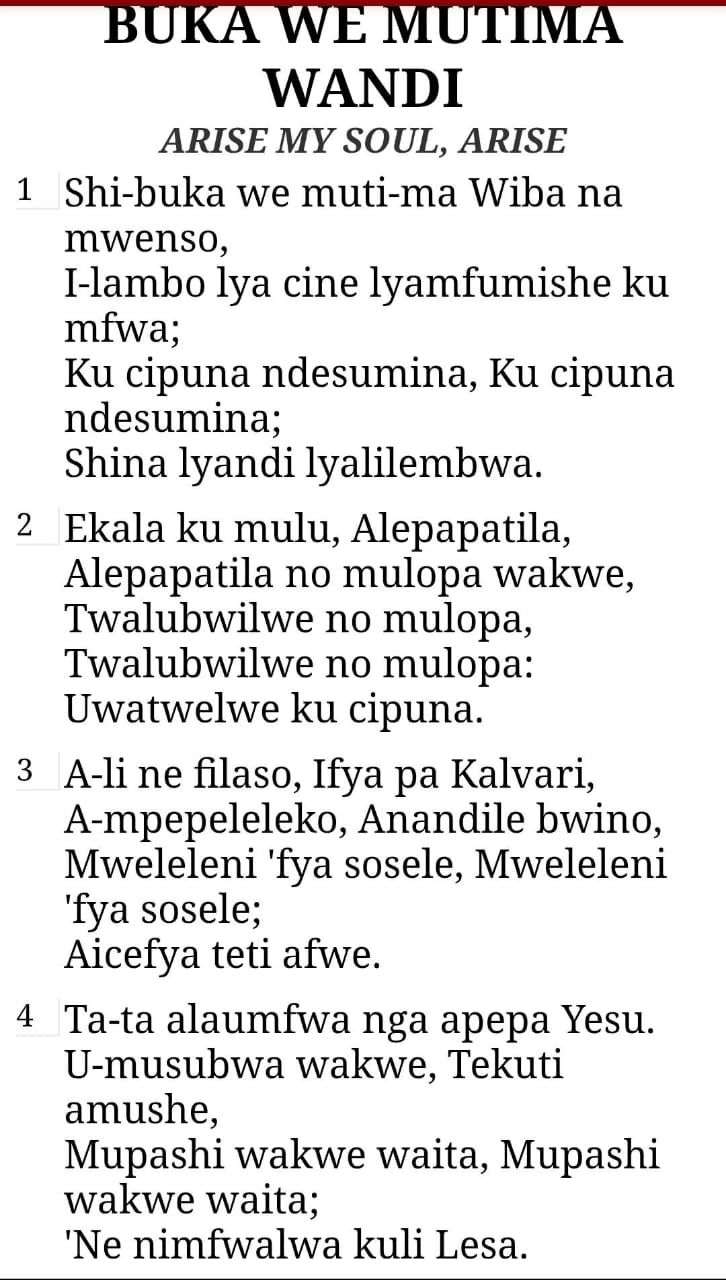 BUKA WE MUTIMA
WANDI
ARISE MY SOUL, ARISE
1 Shi-buka we muti-ma Wiba na
mwenso,
I-lambo lya cine lyamfumishe ku
mfwa;
Ku cipuna ndesumina, Ku cipuna
ndesumina;
Shina lyandi lyalilembwa.
2 Ekala ku mulu, Alepapatila,
Alepapatila no mulopa wakwe,
Twalubwilwe no mulopa,
Twalubwilwe no mulopa:
Uwatwelwe ku cipuna.
3 A-li ne filaso, Ifya pa Kalvari,
A-mpepeleleko, Anandile bwino,
Mweleleni 'fya sosele, Mweleleni
'fya sosele;
Aicefya teti afwe.
4 Ta-ta alaumfwa nga apepa Yesu.
U-musubwa wakwe, Tekuti
amushe,
Mupashi wakwe waita, Mupashi
wakwe waita;
'Ne nimfwalwa kuli Lesa.